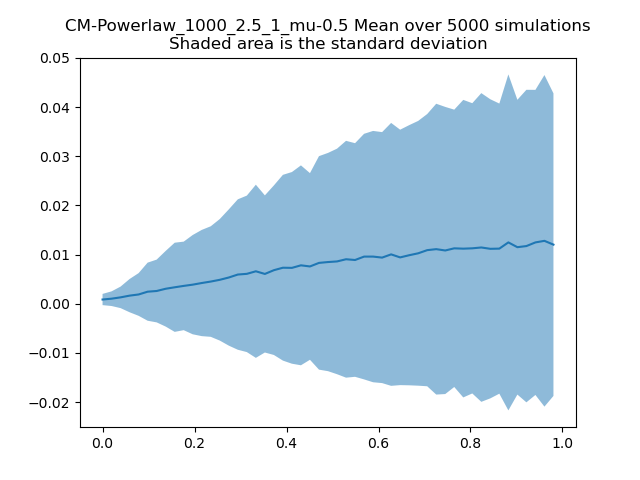 CM-Powerlaw_1000_2.5_1_mu-0.5 Mean over 5000 simulations
Shaded area is the standard deviation
0.05
0.04
0.03
0.02
0.01
0.00
−0.01
−0.02
0.0 0.2 0.4 0.6 0.8 1.0